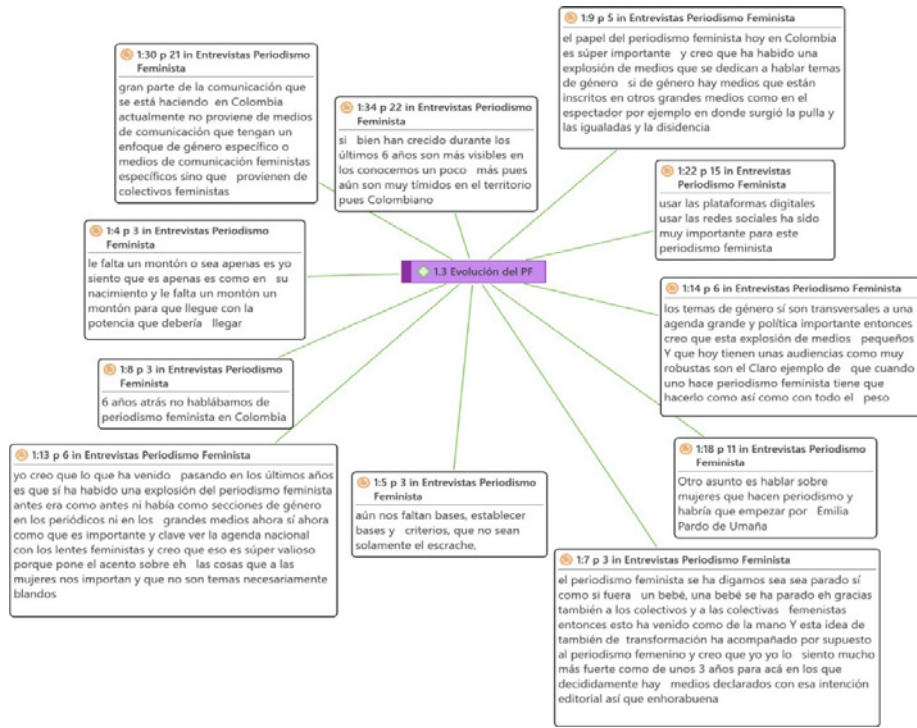 1:9 p 5 in Entrevistas Periodismo Feminista
el papel del periodismo feminista hoy en Colombia
es súper importante y creo que ha habido una
explosión de medios que se dedican a hablar temas
de género si de género hay medios que están
inscritos en otros grandes medios como en el
espectador por ejemplo en donde surgió la pulla y
las igualadas y la disidencia
1:30 p 21 in Entrevistas Periodismo
Feminista
gran parte de la comunicación que
se está haciendo en Colombia
actualmente no proviene de medios
de comunicación que tengan un
enfoque de género específico o
medios de comunicación feministas
específicos sino que provienen de
colectivos feministas
1:34 p 22 in Entrevistas Periodismo
Feminista
si bien han crecido durante los
últimos 6 años son más visibles en
los conocemos un poco más pues
aún son muy tímidos en el territorio
pues Colombiano
1:22 p 15 in Entrevistas
Periodismo Feminista
usar las plataformas digitales
usar las redes sociales ha sido
muy importante para este
periodismo feminista
1:4 p 3 in Entrevistas Periodismo
Feminista
le falta un montón o sea apenas es yo
siento que es apenas es como en su
nacimiento y le falta un montón un
montón para que llegue con la
potencia que debería llegar
1.3 Evolución del PF
1:14 p 6 in Entrevistas Periodismo Feminista
los temas de género sí son transversales a una
agenda grande y política importante entonces
creo que esta explosión de medios pequeños
Y que hoy tienen unas audiencias como muy
robustas son el Claro ejemplo de que cuando
uno hace periodismo feminista tiene que
hacerlo como así como con todo el peso
1:8 p 3 in Entrevistas Periodismo
Feminista
6 años atrás no hablábamos de
periodismo feminista en Colombia
1:13 p 6 in Entrevistas Periodismo Feminista
yo creo que lo que ha venido pasando en los últimos años
es que sí ha habido una explosión del periodismo feminista
antes era como antes ni había como secciones de género
en los periódicos ni en los grandes medios ahora sí ahora
como que es importante y clave ver la agenda nacional
con los lentes feministas y creo que eso es súper valioso
porque pone el acento sobre eh las cosas que a las
mujeres nos importan y que no son temas necesariamente
blandos
1:5 p 3 in Entrevistas Periodismo
Feminista
aún nos faltan bases, establecer
bases y criterios, que no sean
solamente el escrache,
1:18 p 11 in Entrevistas Periodismo
Feminista
Otro asunto es hablar sobre
mujeres que hacen periodismo y
habría que empezar por Emilia
Pardo de Umaña
1:7 p 3 in Entrevistas Periodismo Feminista
el periodismo feminista se ha digamos sea sea parado sí
como si fuera un bebé, una bebé se ha parado eh gracias
también a los colectivos y a las colectivas femenistas
entonces esto ha venido como de la mano Y esta idea de
también de transformación ha acompañado por supuesto
al periodismo femenino y creo que yo yo lo siento mucho
más fuerte como de unos 3 años para acá en los que
decididamente hay medios declarados con esa intención
editorial así que enhorabuena